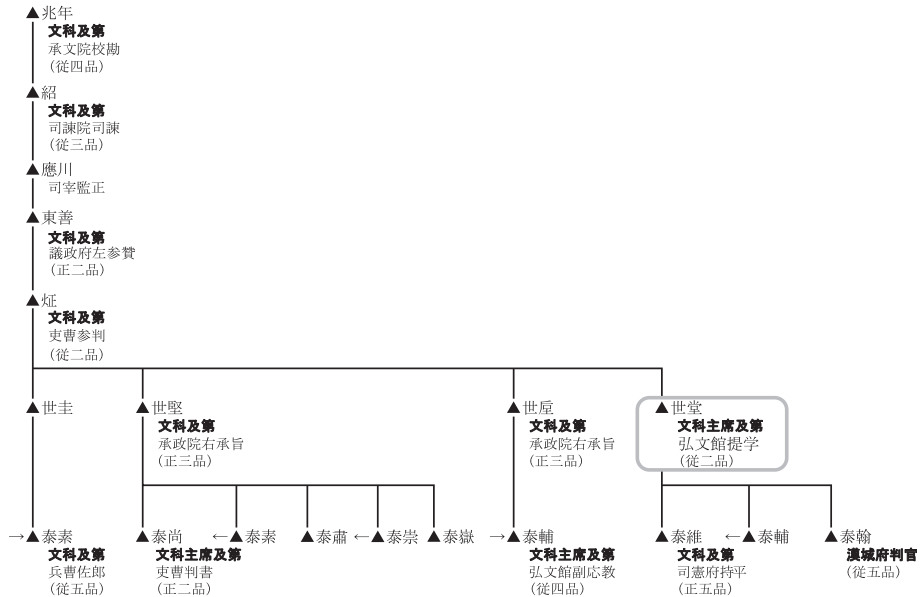 ▲兆年
文科及第
承文院校勘
(従四品)
▲紹
文科及第
司諫院司諫
(従三品)
▲應川
司宰監正
▲東善
文科及第
議政府左参賛
(正二品)
▲炡
文科及第
吏曹参判
(従二品)
▲世圭
▲世堅
文科及第
承政院右承旨
(正三品)
▲世垕
文科及第
承政院右承旨
(正三品)
▲世堂
文科主席及第
弘文館提学
(従二品)
→▲泰素
文科及第
兵曹佐郎
(従五品)
▲泰尚
文科主席及第
吏曹判書
(正二品)
←▲泰素
▲泰肅
←▲泰崇
▲泰嶽
→▲泰輔
文科主席及第
弘文館副応教
(従四品)
▲泰維
文科及第
司憲府持平
(正五品)
←▲泰輔
▲泰翰
漢城府判官
(従五品)